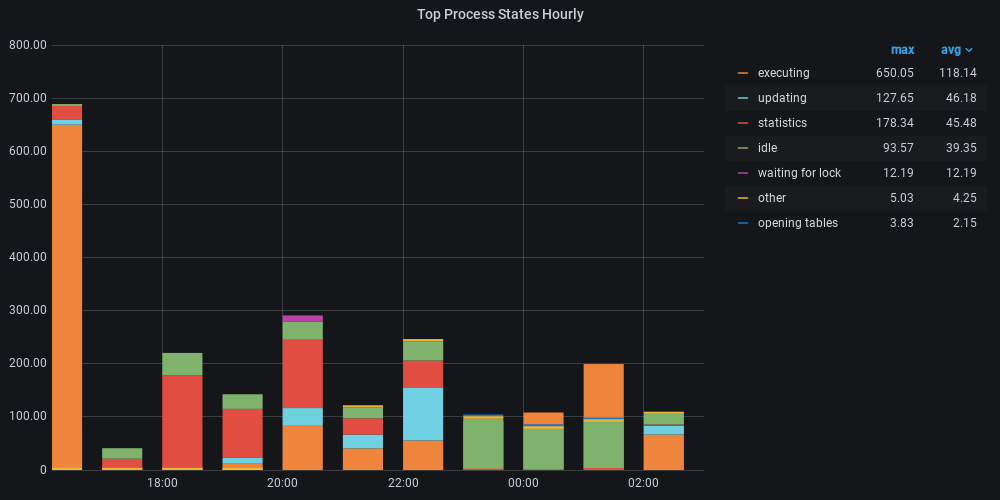 Top Process States Hourly
800.00
700.00
600.00
500.00
400.00
300.00
200.00
100.00
0
18:00 20:00 22:00 00:00 02:00
max avg
executing 650.05 118.14
updating 127.65 46.18
statistics 178.34 45.48
idle 93.57 39.35
waiting for lock 12.19 12.19
other 5.03 4.25
opening tables 3.83 2.15